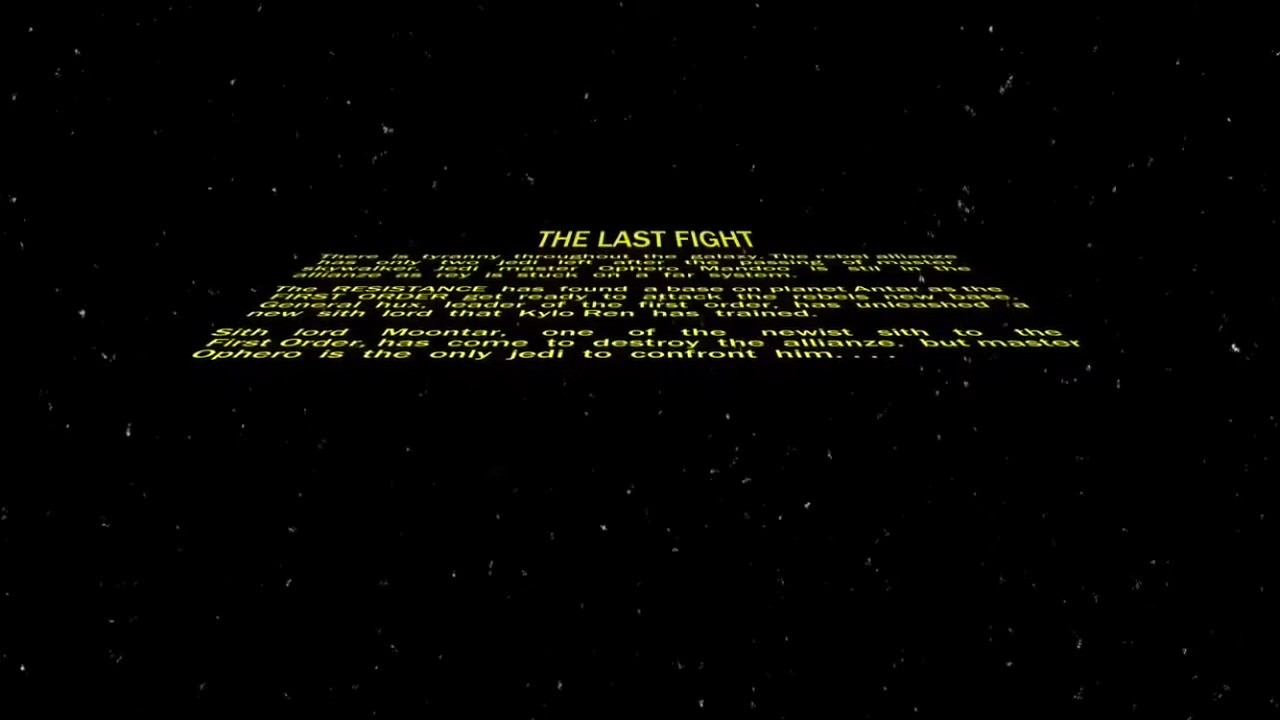 THE LAST FIGHT
There is tyranny throughout the galaxy. The rebel allianze
has only two jedi left after the passing of master
skywalker. Jedi master Ophero Mandoo is still in the
allianze as rey is stuck on a far system.
The RESISTANCE has found a base on planet Antar as the
FIRST ORDER get ready to attack the rebels new base.
General hux, leader of the first order, has unleashed a
new sith lord that Kylo Ren has trained.
Sith lord Moontar, one of the newist sith to the
First Order, has come to destroy the allianze. but master
Ophero is the only jedi to confront him. . . .